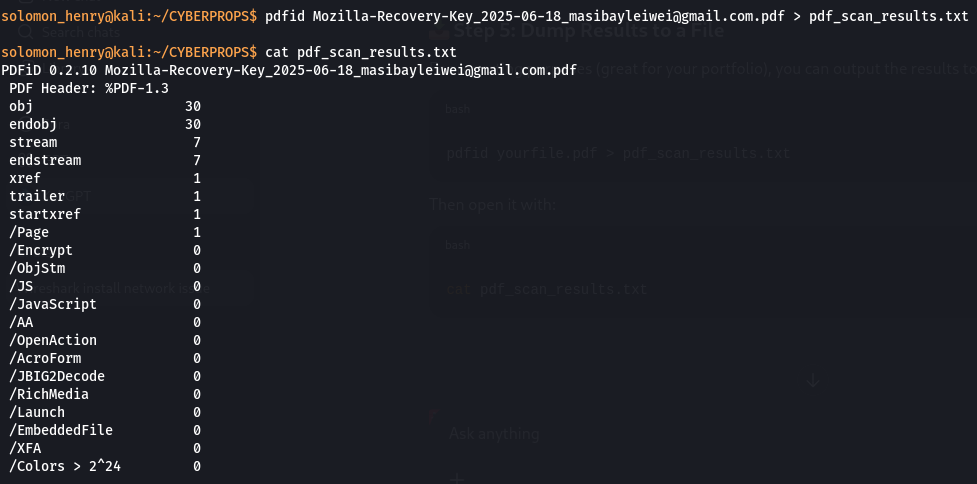 solomon_henry@kali:~/CYBERPROPS$ pdfid Mozilla-Recovery-Key_2025-06-18_masibayleiwei@gmail.com.pdf > pdf_scan_results.txt
Search chats
Step 5: Dump Results to a File
solomon_henry@kali:~/CYBERPROPS$ cat pdf_scan_results.txt
PDFiD 0.2.10 Mozilla-Recovery-Key_2025-06-18_masibayleiwei@gmail.com.pdf
(great for your portfolio), you can output the results to
PDF Header: %PDF-1.3
obj 30
bash
endobj 30
stream 7
pdfid yourfile.pdf > pdf_scan_results.txt
endstream 7
xref 1
trailer 1
Then open it with:
startxref 1
/Page 1
bash
/Encrypt 0
/ObjStm 0
/JS 0
install network
cat pdf_scan_results.txt
/JavaScript 0
/AA 0
/OpenAction 0
/AcroForm 0
/JBIG2Decode 0
/RichMedia 0
/Launch 0
Ask anything
/EmbeddedFile 0
/XFA 0
/Colors > 2^24 0